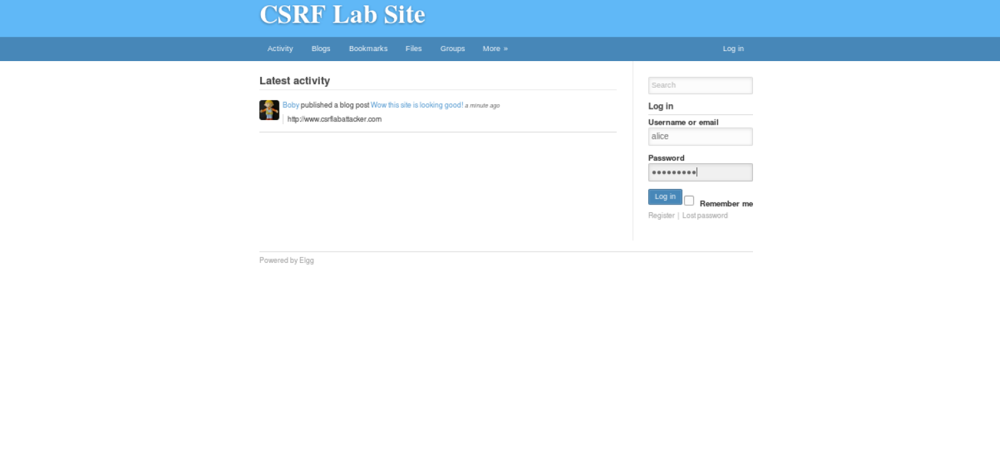 CSRF Lab Site
Activity Blogs Bookmarks Files Groups More » Log in
Latest activity
Boby published a blog post Wow this site is looking good! a minute ago
http://www.csrflabattacker.com
Search
Log in
Username or email
alice
Password
•••••••••
Log in Remember me
Register | Lost password
Powered by Elgg